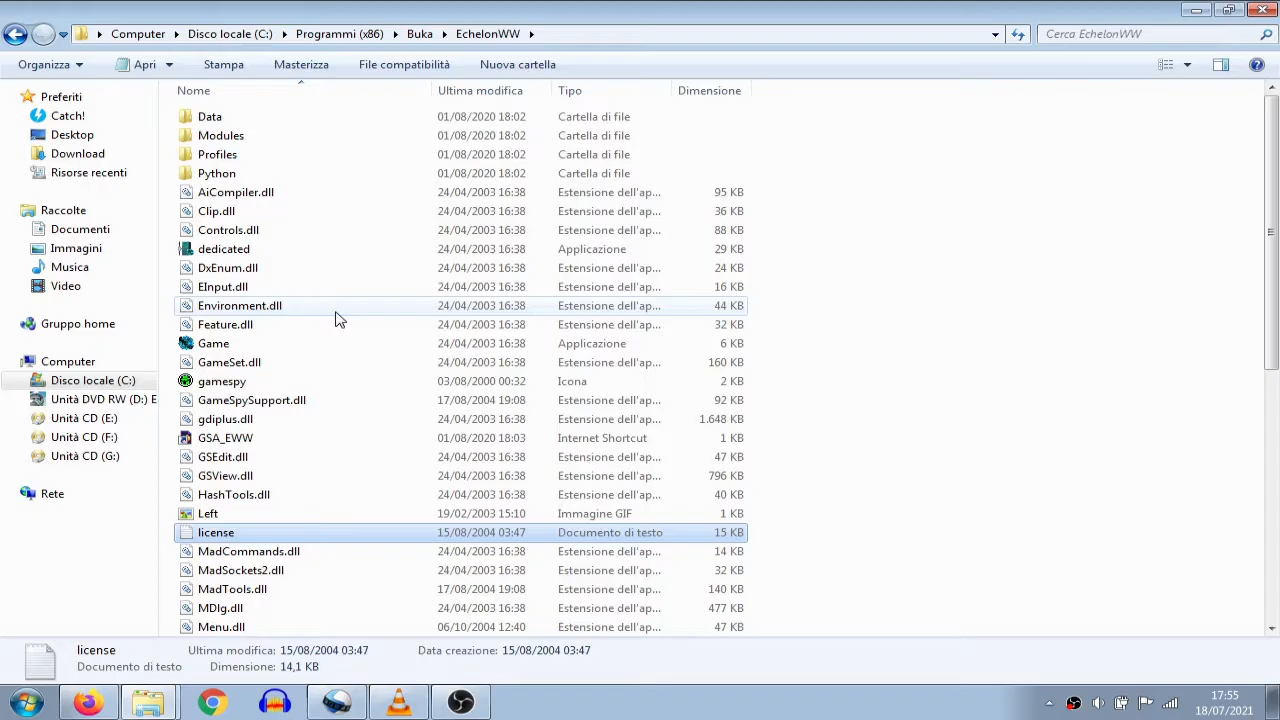 Computer Disco locale (C:) Programmi (x86) Buka EchelonWW Cerca EchelonWW
Organizza Apri Stampa Masterizza File compatibilità Nuova cartella
Preferiti
Catch!
Desktop
Download
Risorse recenti
Raccolte
Documenti
Immagini
Musica
Video
Gruppo home
Computer
Disco locale (C:)
Unità DVD RW (D:) E
Unità CD (E:)
Unità CD (F:)
Unità CD (G:)
Rete
Nome Ultima modifica Tipo Dimensione
Data 01/08/2020 18:02 Cartella di file
Modules 01/08/2020 18:02 Cartella di file
Profiles 01/08/2020 18:02 Cartella di file
Python 01/08/2020 18:02 Cartella di file
AiCompiler.dll 24/04/2003 16:38 Estensione dell'ap... 95 KB
Clip.dll 24/04/2003 16:38 Estensione dell'ap... 36 KB
Controls.dll 24/04/2003 16:38 Estensione dell'ap... 88 KB
dedicated 24/04/2003 16:38 Applicazione 29 KB
DxEnum.dll 24/04/2003 16:38 Estensione dell'ap... 24 KB
EInput.dll 24/04/2003 16:38 Estensione dell'ap... 16 KB
Environment.dll 24/04/2003 16:38 Estensione dell'ap... 44 KB
Feature.dll 24/04/2003 16:38 Estensione dell'ap... 32 KB
Game 24/04/2003 16:38 Applicazione 6 KB
GameSet.dll 24/04/2003 16:38 Estensione dell'ap... 160 KB
gamespy 03/08/2000 00:32 Icona 2 KB
GameSpySupport.dll 17/08/2004 19:08 Estensione dell'ap... 92 KB
gdiplus.dll 24/04/2003 16:38 Estensione dell'ap... 1.648 KB
GSA_EWW 01/08/2020 18:03 Internet Shortcut 1 KB
GSEdit.dll 24/04/2003 16:38 Estensione dell'ap... 47 KB
GSView.dll 24/04/2003 16:38 Estensione dell'ap... 796 KB
HashTools.dll 24/04/2003 16:38 Estensione dell'ap... 40 KB
Left 19/02/2003 15:10 Immagine GIF 1 KB
license 15/08/2004 03:47 Documento di testo 15 KB
MadCommands.dll 24/04/2003 16:38 Estensione dell'ap... 14 KB
MadSockets2.dll 24/04/2003 16:38 Estensione dell'ap... 32 KB
MadTools.dll 17/08/2004 19:08 Estensione dell'ap... 140 KB
MDlg.dll 24/04/2003 16:38 Estensione dell'ap... 477 KB
Menu.dll 06/10/2004 12:40 Estensione dell'ap... 47 KB
license Ultima modifica: 15/08/2004 03:47 Data creazione: 15/08/2004 03:47
Documento di testo Dimensione: 14,1 KB
17:55
18/07/2021